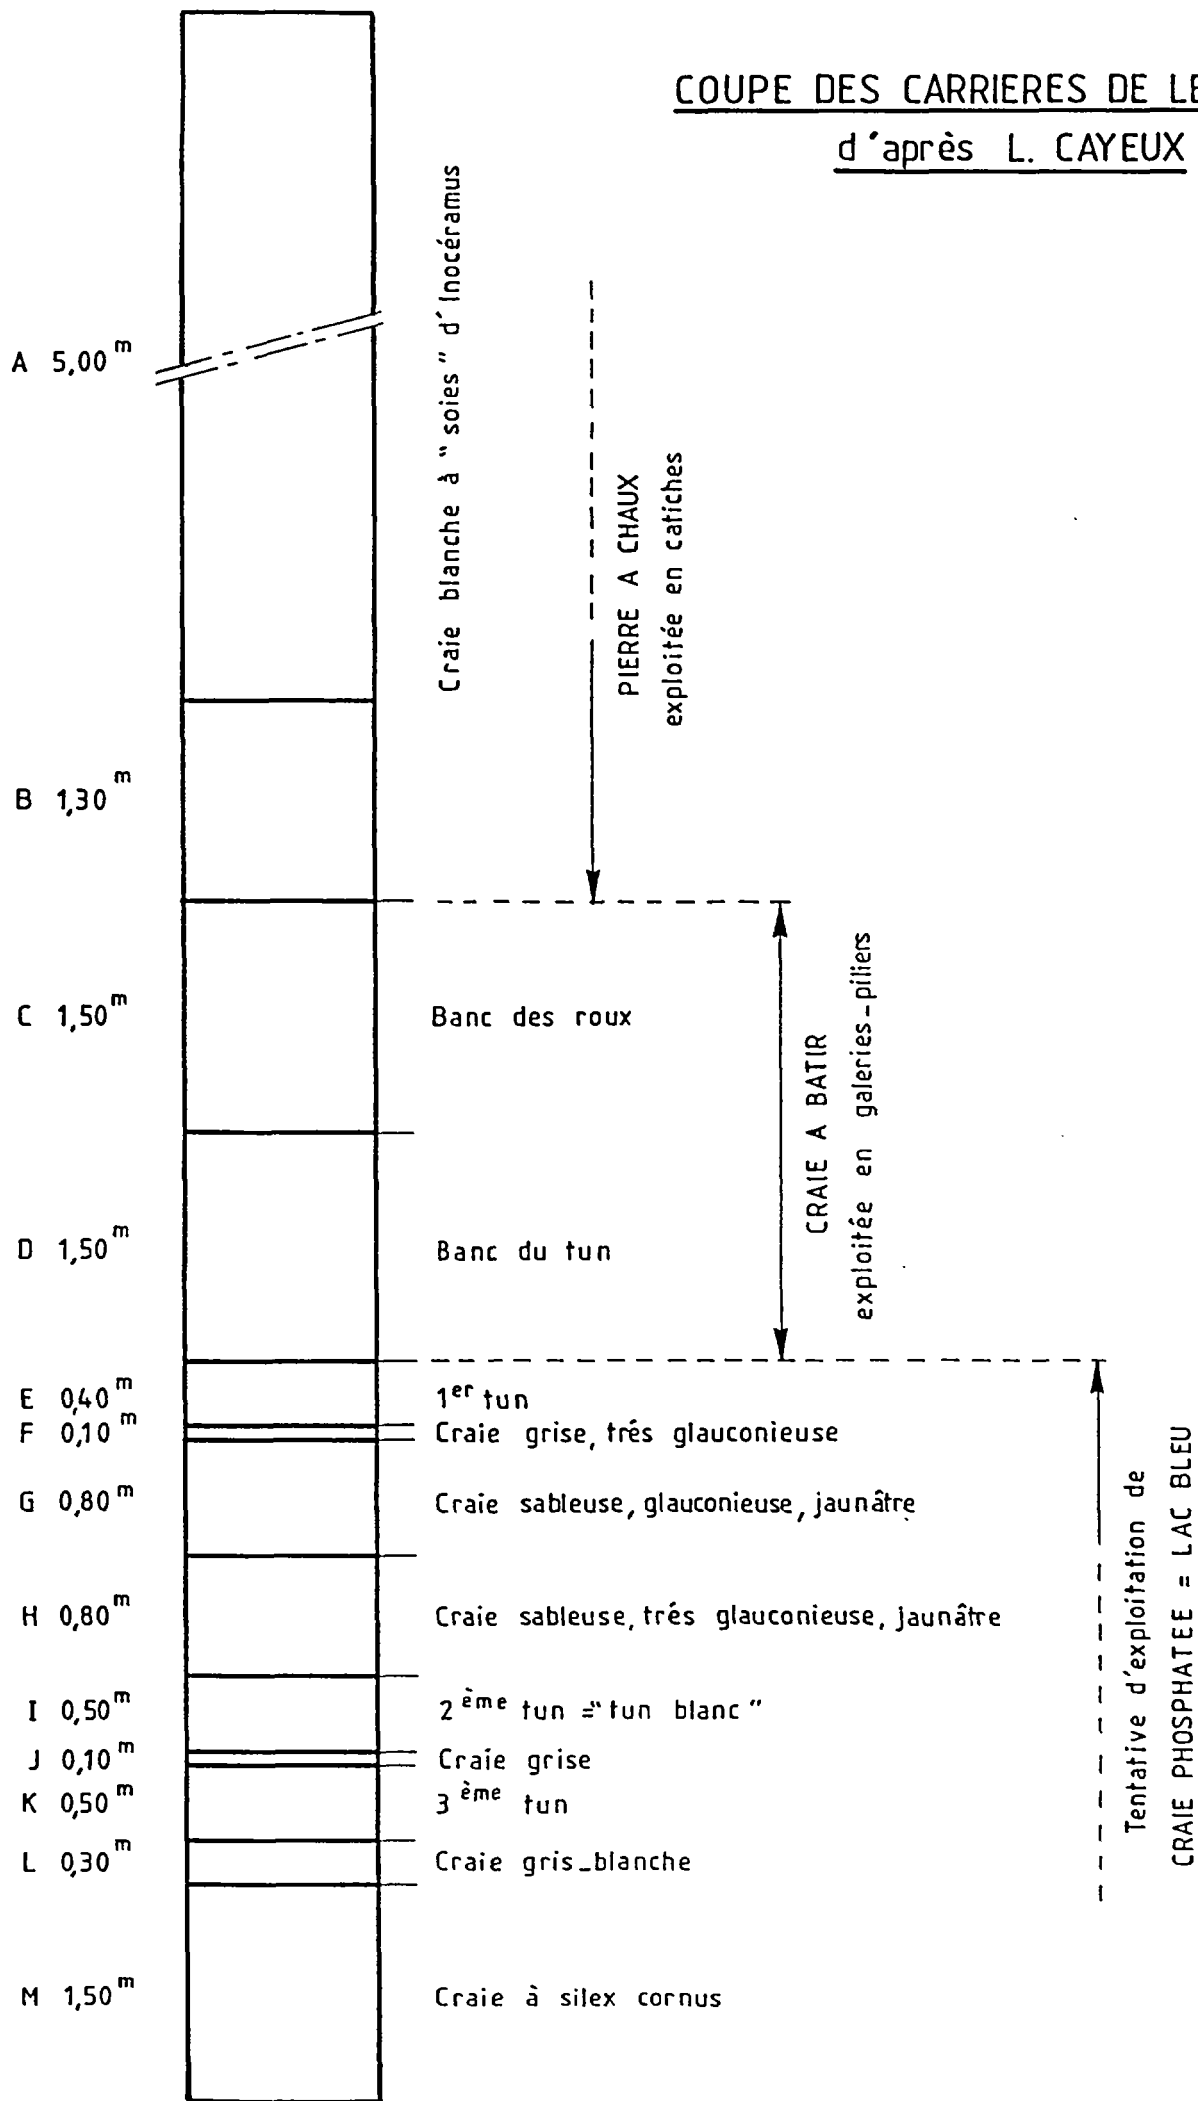 COUPE DES CARRIERES DE
d'après L. CAYEUX
A 5,00 m
Craie blanche à "soies" d'Inocéramus
PIERRE A CHAUX
exploitée en catiches
B 1,30 m
C 1,50 m Banc des roux
CRAIE A BATIR
exploitée en galeries-piliers
D 1,50 m Banc du tun
E 0,40 m 1er tun
F 0,10 m Craie grise, trés glauconieuse
G 0,80 m Craie sableuse, glauconieuse, jaunâtre
H 0,80 m Craie sableuse, trés glauconieuse, jaunâtre
I 0,50 m 2ème tun = "tun blanc"
J 0,10 m Craie grise
K 0,50 m 3ème tun
L 0,30 m Craie gris-blanche
M 1,50 m Craie à silex cornus
Tentative d'exploitation de
CRAIE PHOSPHATEE = LAC BLEU